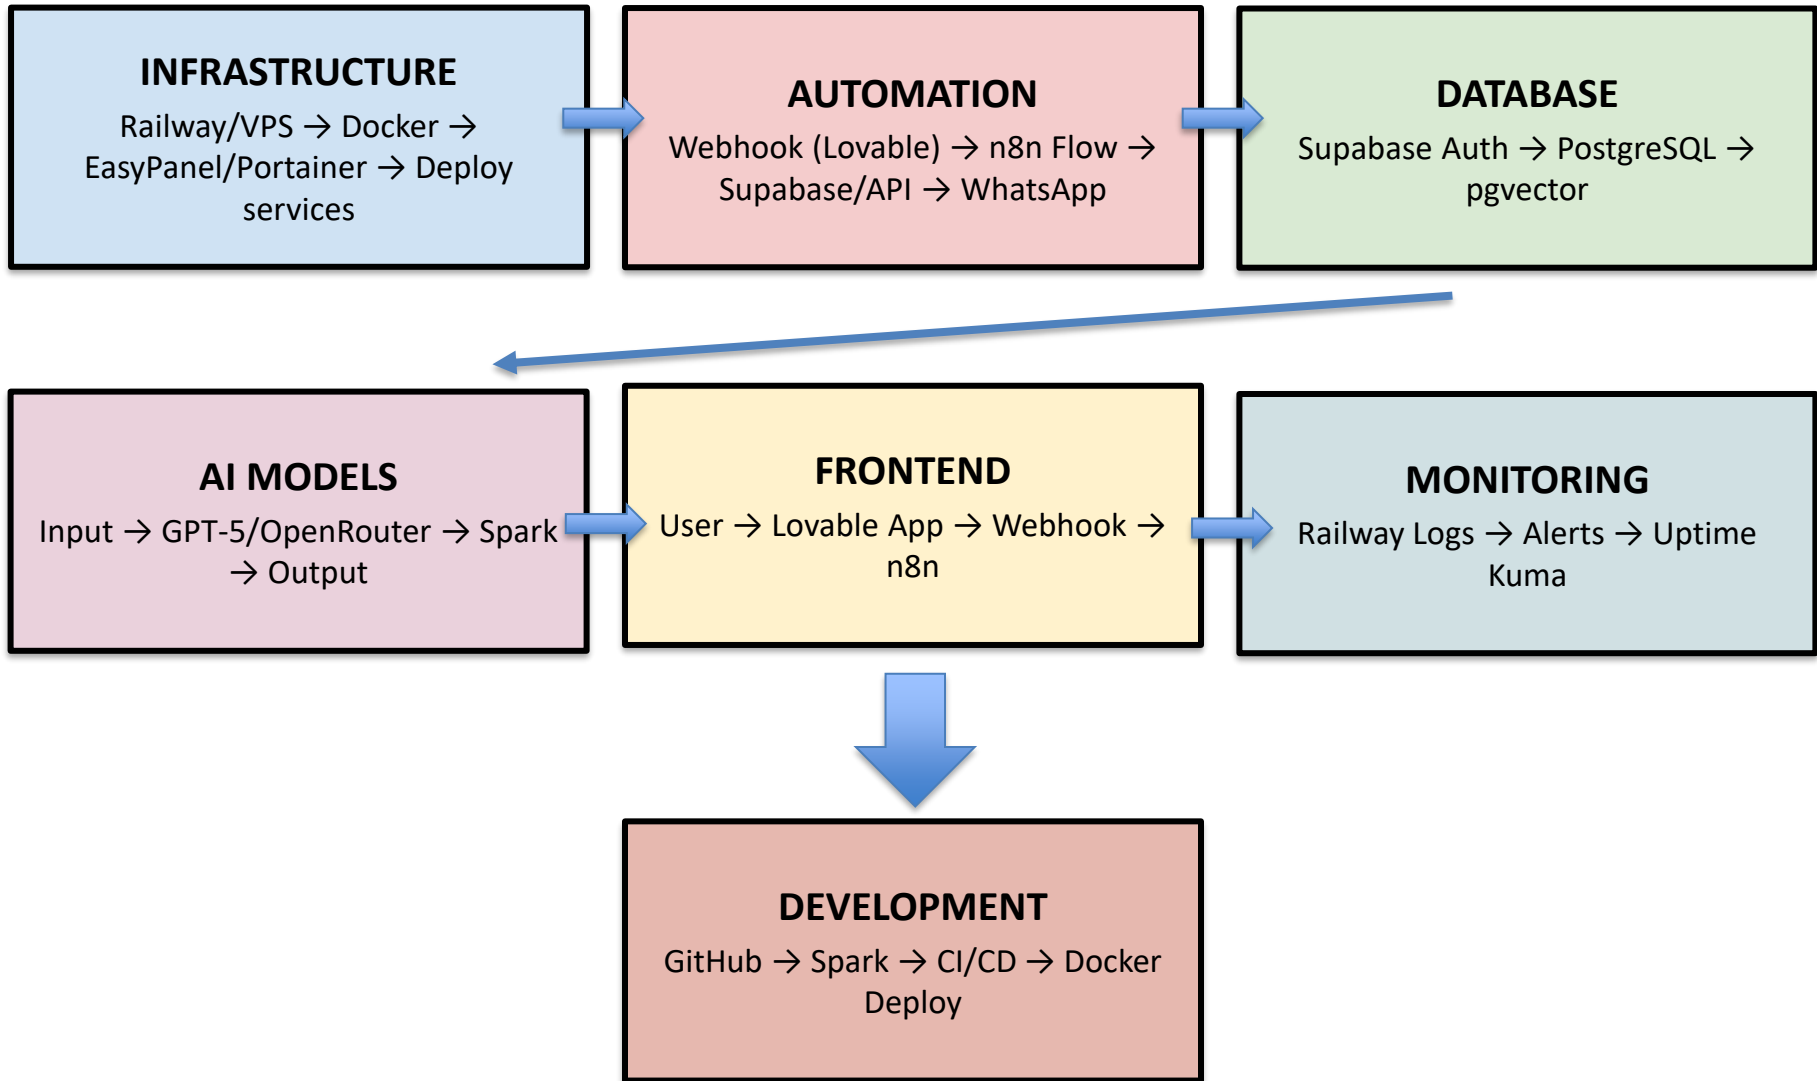 INFRASTRUCTURE
Railway/VPS → Docker →
EasyPanel/Portainer → Deploy
services
AUTOMATION
Webhook (Lovable) → n8n Flow →
Supabase/API → WhatsApp
DATABASE
Supabase Auth → PostgreSQL →
pgvector
AI MODELS
Input → GPT-5/OpenRouter → Spark
→ Output
FRONTEND
User → Lovable App → Webhook →
n8n
MONITORING
Railway Logs → Alerts → Uptime
Kuma
DEVELOPMENT
GitHub → Spark → CI/CD → Docker
Deploy